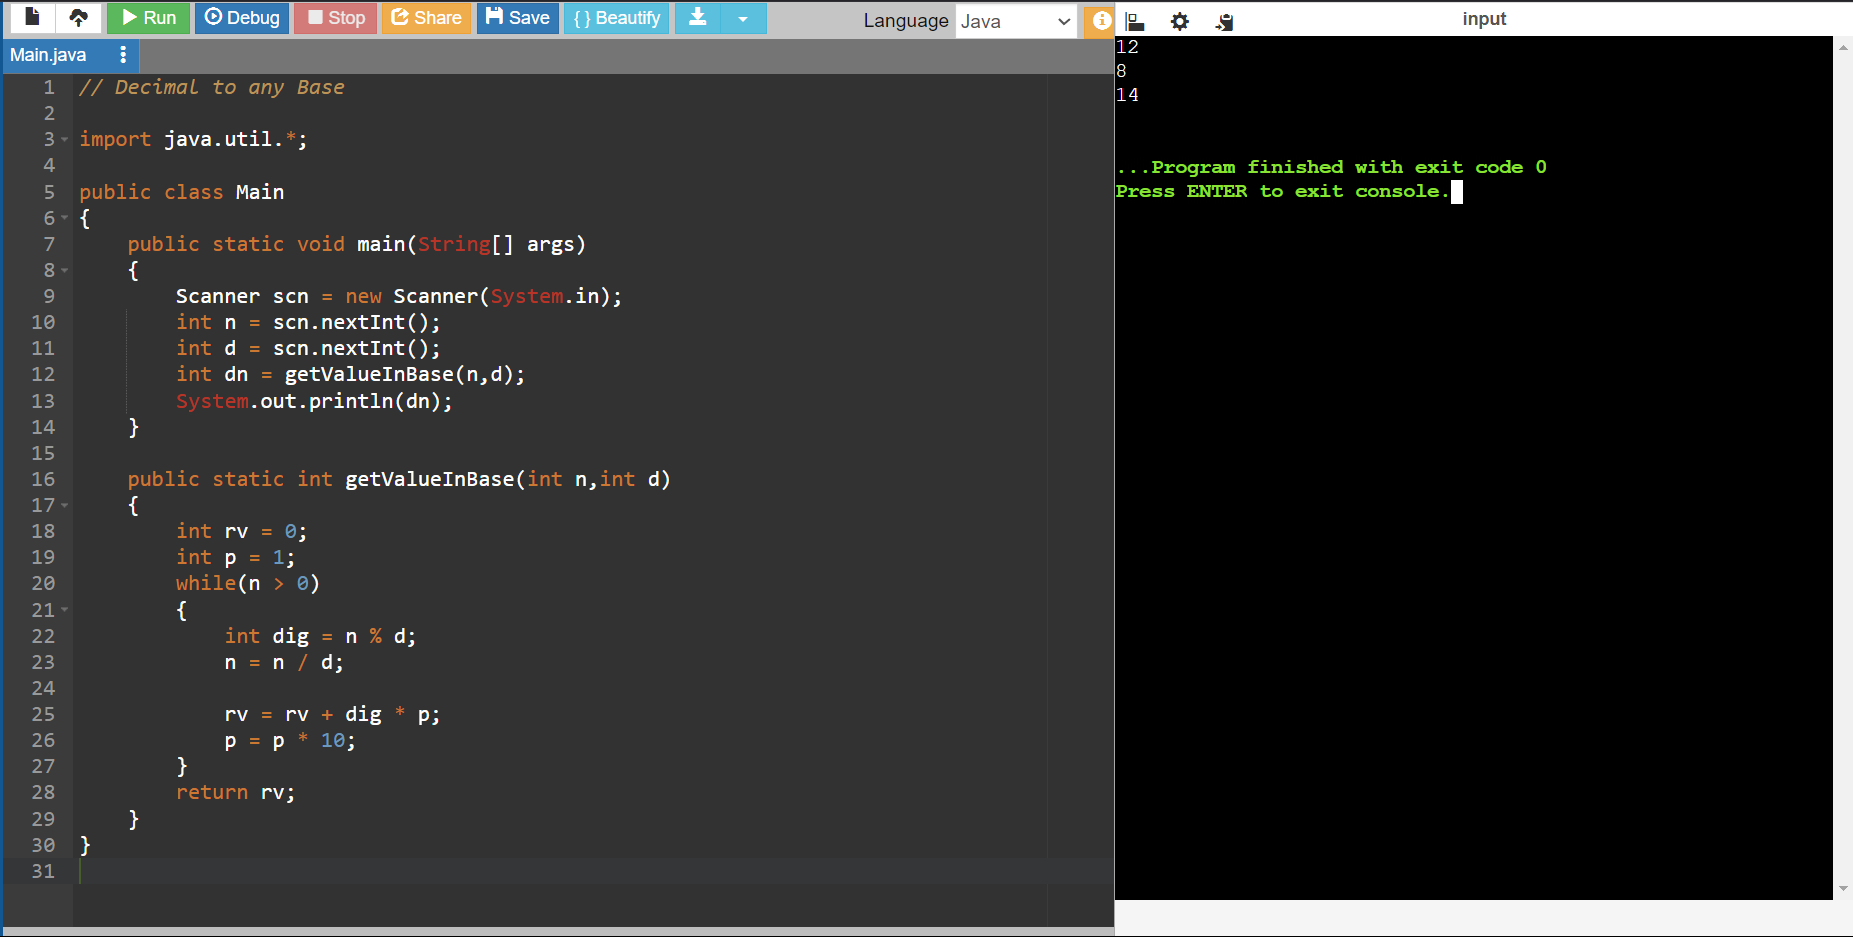 Run Debug Stop Share Save {} Beautify Language Java
Main.java
1 // Decimal to any Base
2
3 import java.util.*;
4
5 public class Main
6 {
7     public static void main(String[] args)
8     {
9         Scanner scn = new Scanner(System.in);
10         int n = scn.nextInt();
11         int d = scn.nextInt();
12         int dn = getValueInBase(n,d);
13         System.out.println(dn);
14     }
15
16     public static int getValueInBase(int n,int d)
17     {
18         int rv = 0;
19         int p = 1;
20         while(n > 0)
21         {
22             int dig = n % d;
23             n = n / d;
24
25             rv = rv + dig * p;
26             p = p * 10;
27         }
28         return rv;
29     }
30 }
31
input
12
8
14
...Program finished with exit code 0
Press ENTER to exit console.